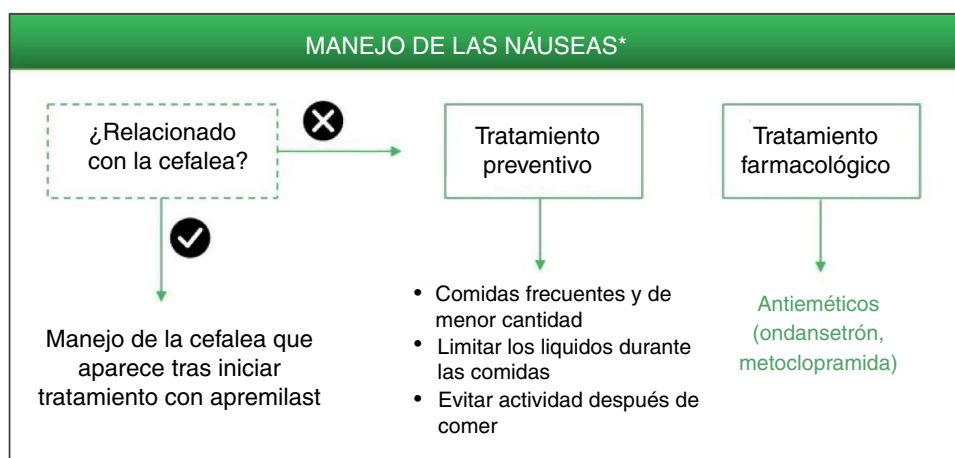 MANEJO DE LAS NÁUSEAS*
¿Relacionado
con la cefalea?
Manejo de la cefalea que
aparece tras iniciar
tratamiento con apremilast
Tratamiento
preventivo
• Comidas frecuentes y de
menor cantidad
• Limitar los liquidos durante
las comidas
• Evitar actividad después de
comer
Tratamiento
farmacológico
Antieméticos
(ondansetrón,
metoclopramida)